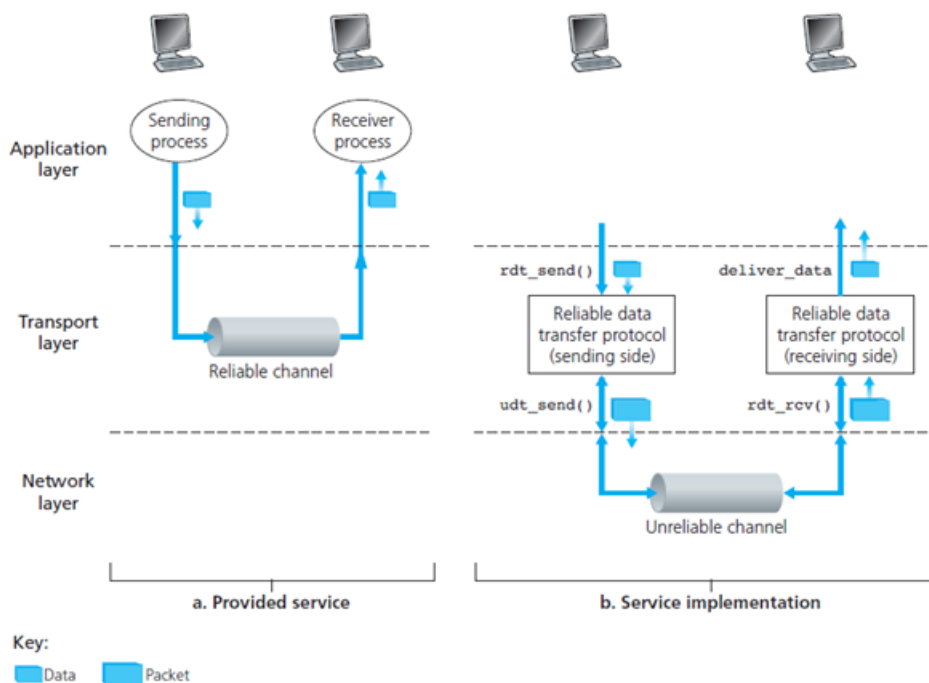 Application
layer
Sending
process
Receiver
process
Transport
layer
Reliable channel
rdt_send()
deliver_data
Reliable data
transfer protocol
(sending side)
Reliable data
transfer protocol
(receiving side)
udt_send()
rdt_rcv()
Network
layer
Unreliable channel
a. Provided service
b. Service implementation
Key:
Data
Packet